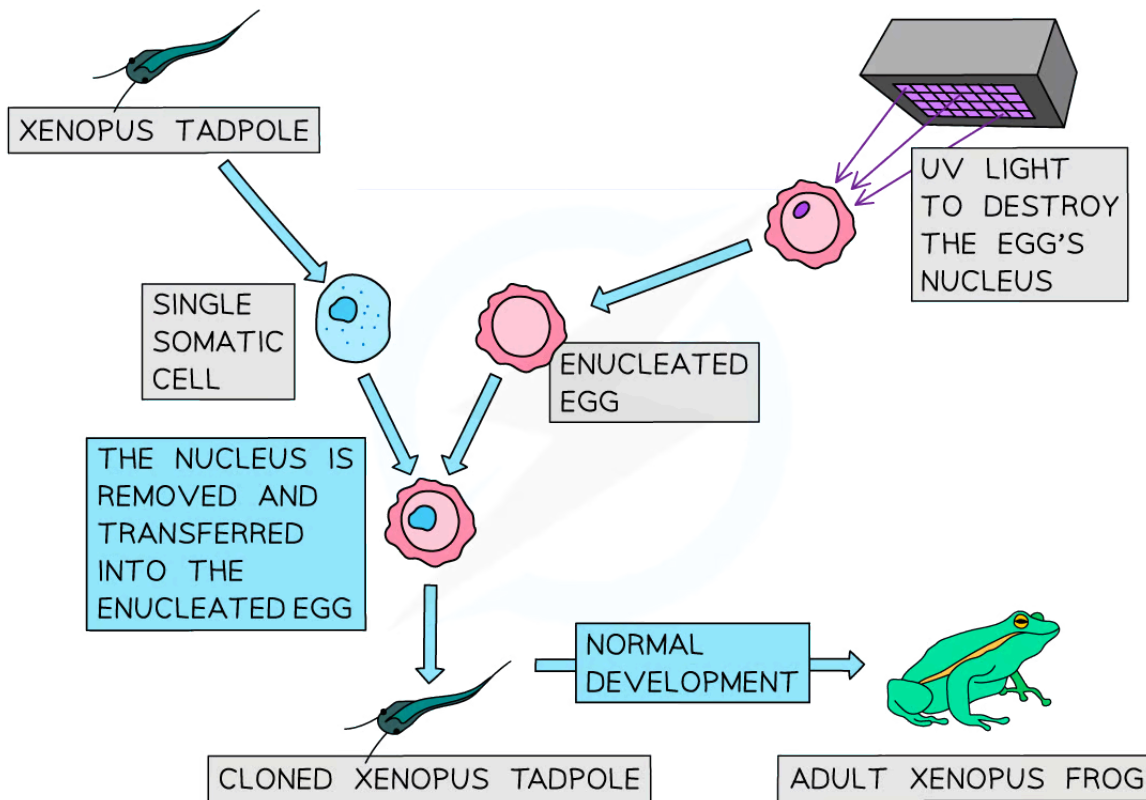 XENOPUS TADPOLE
UV LIGHT
TO DESTROY
THE EGG'S
NUCLEUS
SINGLE
SOMATIC
CELL
ENUCLEATED
EGG
THE NUCLEUS IS
REMOVED AND
TRANSFERRED
INTO THE
ENUCLEATED EGG
NORMAL
DEVELOPMENT
CLONED XENOPUS TADPOLE
ADULT XENOPUS FROG